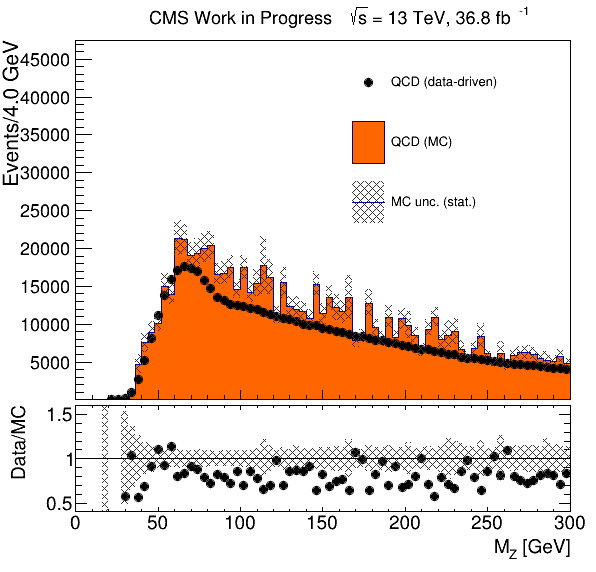 CMS Work in Progress √s = 13 TeV, 36.8 fb⁻¹
Events/4.0 GeV
45000
40000
35000
30000
25000
20000
15000
10000
5000
QCD (data-driven)
QCD (MC)
MC unc. (stat.)
Data/MC
1.5
1
0.5
0 50 100 150 200 250 300
M_Z [GeV]